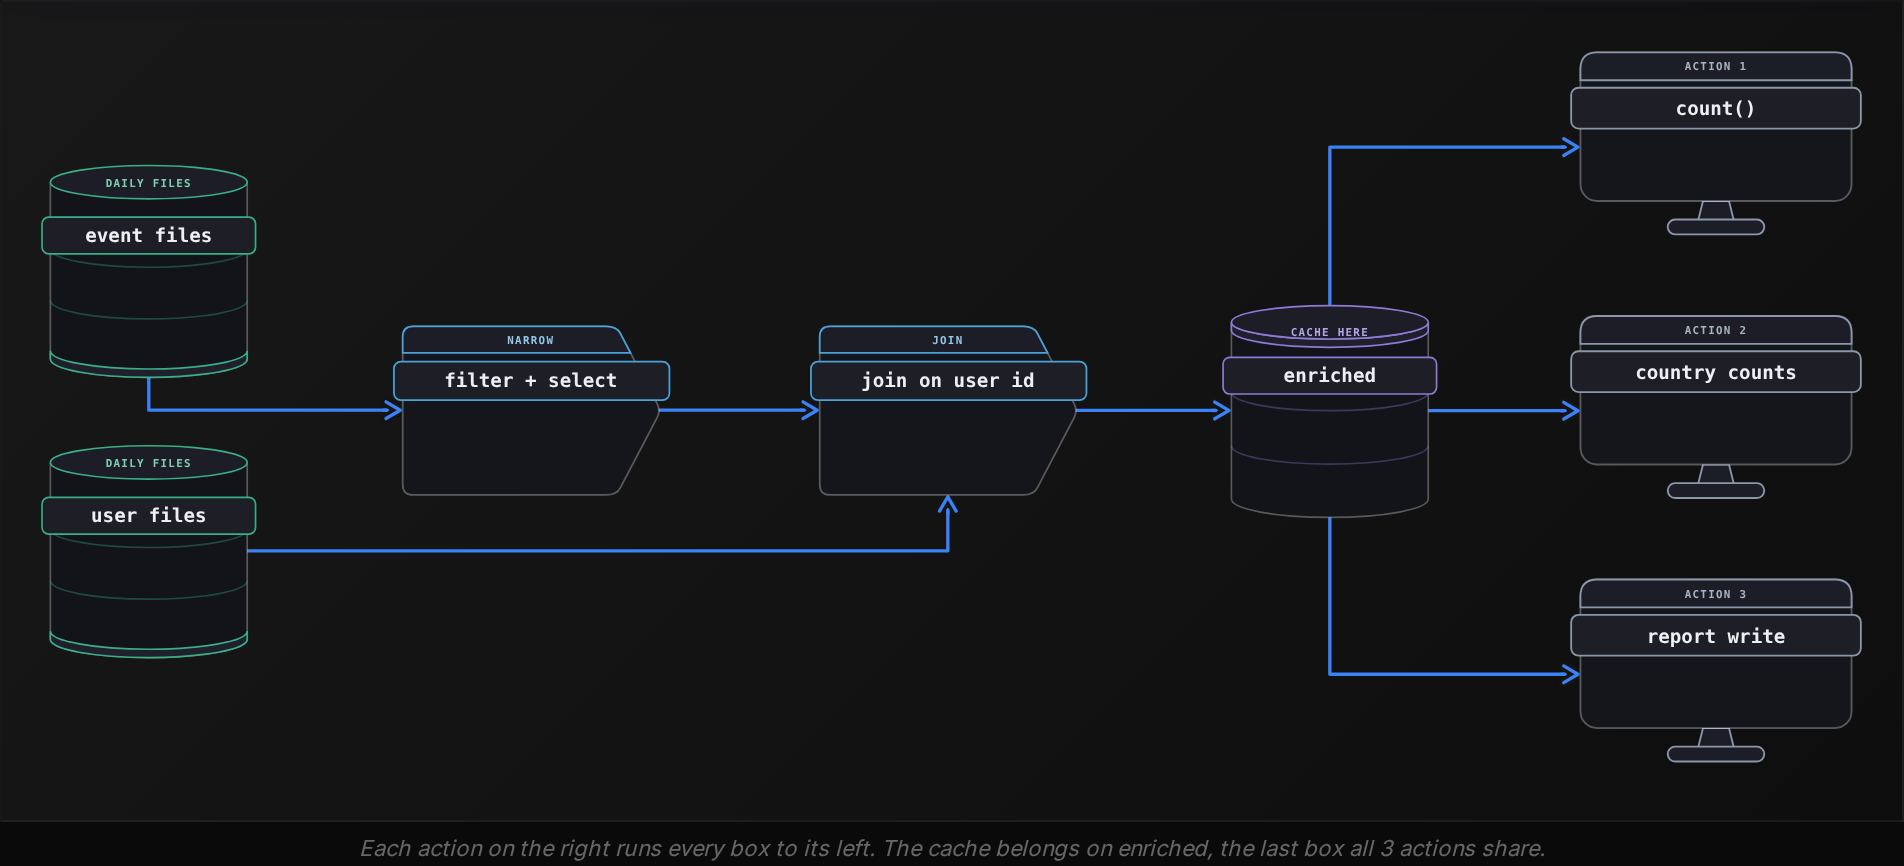 DAILY FILES
event files
DAILY FILES
user files
NARROW
filter + select
JOIN
join on user id
CACHE HERE
enriched
ACTION 1
count()
ACTION 2
country counts
ACTION 3
report write
Each action on the right runs every box to its left. The cache belongs on enriched, the last box all 3 actions share.